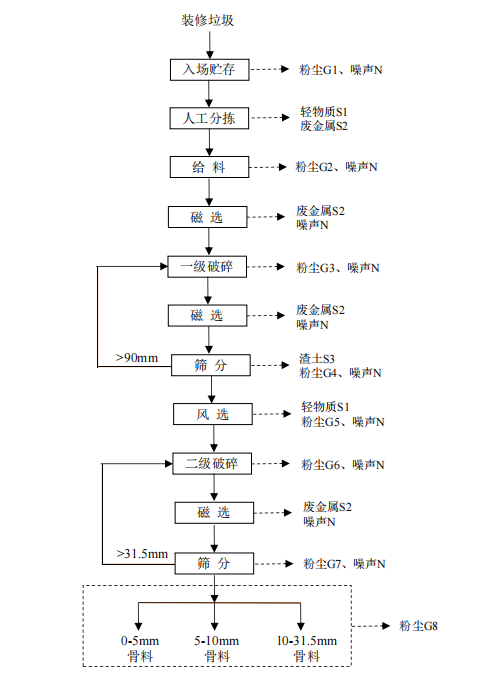 装修垃圾
入场贮存
粉尘G1、噪声N
人工分拣
轻物质S1
废金属S2
给 料
粉尘G2、噪声N
磁 选
废金属S2
噪声N
一级破碎
粉尘G3、噪声N
磁 选
废金属S2
噪声N
>90mm
筛 分
渣土S3
粉尘G4、噪声N
风 选
轻物质S1
粉尘G5、噪声N
二级破碎
粉尘G6、噪声N
磁 选
废金属S2
噪声N
>31.5mm
筛 分
粉尘G7、噪声N
粉尘G8
0-5mm
骨料
5-10mm
骨料
10-31.5mm
骨料